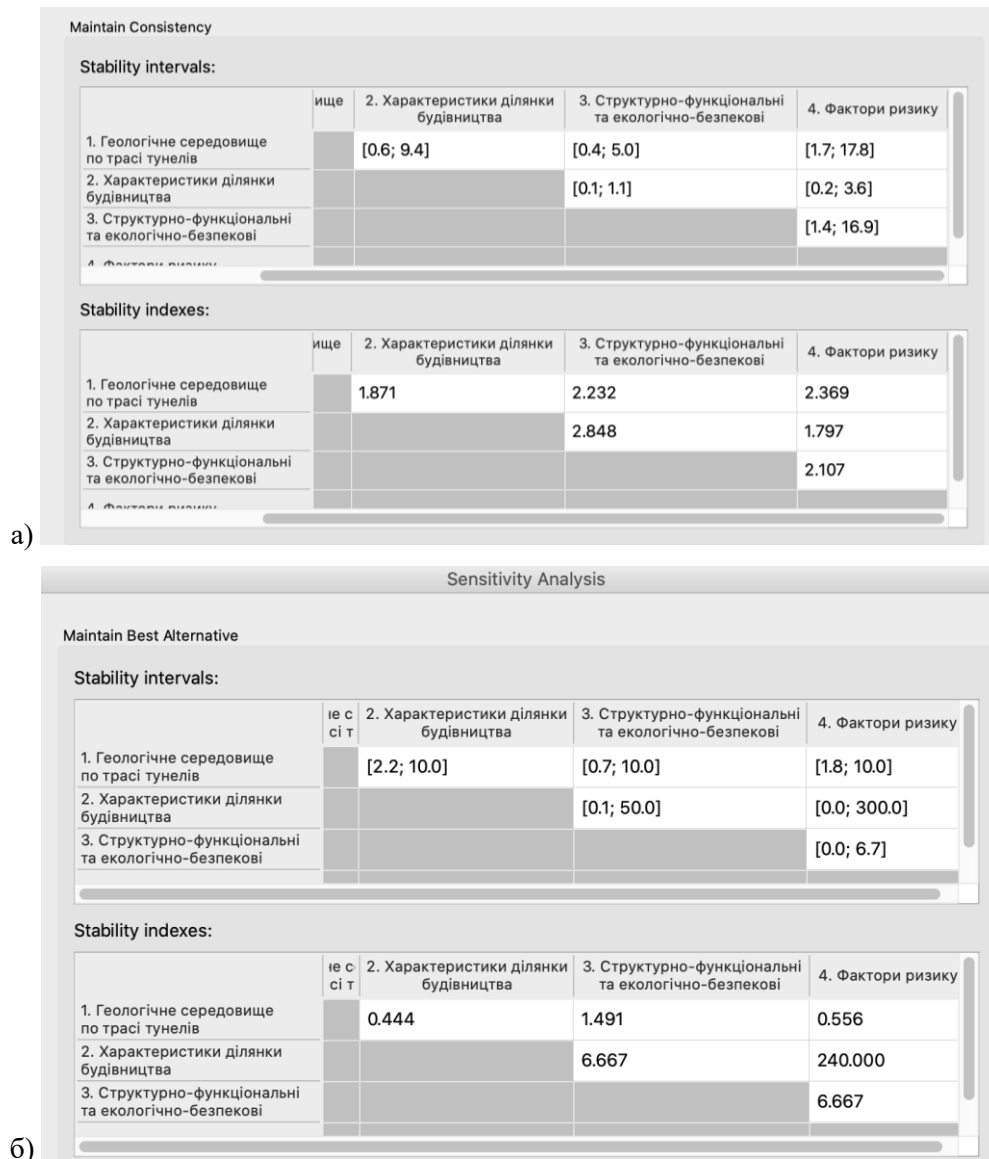 Maintain Consistency
Stability intervals:
ище 2. Характеристики ділянки будівництва 3. Структурно-функціональні та екологічно-безпекові 4. Фактори ризику
1. Геологічне середовище
по трасі тунелів [0.6; 9.4] [0.4; 5.0] [1.7; 17.8]
2. Характеристики ділянки
будівництва [0.1; 1.1] [0.2; 3.6]
3. Структурно-функціональні
та екологічно-безпекові [1.4; 16.9]
4. Фактори ризику
Stability indexes:
ище 2. Характеристики ділянки будівництва 3. Структурно-функціональні та екологічно-безпекові 4. Фактори ризику
1. Геологічне середовище
по трасі тунелів 1.871 2.232 2.369
2. Характеристики ділянки
будівництва 2.848 1.797
3. Структурно-функціональні
та екологічно-безпекові 2.107
4. Фактори ризику
а)
Sensitivity Analysis
Maintain Best Alternative
Stability intervals:
не с
сі т 2. Характеристики ділянки будівництва 3. Структурно-функціональні та екологічно-безпекові 4. Фактори ризику
1. Геологічне середовище
по трасі тунелів [2.2; 10.0] [0.7; 10.0] [1.8; 10.0]
2. Характеристики ділянки
будівництва [0.1; 50.0] [0.0; 300.0]
3. Структурно-функціональні
та екологічно-безпекові [0.0; 6.7]
Stability indexes:
не с
сі т 2. Характеристики ділянки будівництва 3. Структурно-функціональні та екологічно-безпекові 4. Фактори ризику
1. Геологічне середовище
по трасі тунелів 0.444 1.491 0.556
2. Характеристики ділянки
будівництва 6.667 240.000
3. Структурно-функціональні
та екологічно-безпекові 6.667
б)